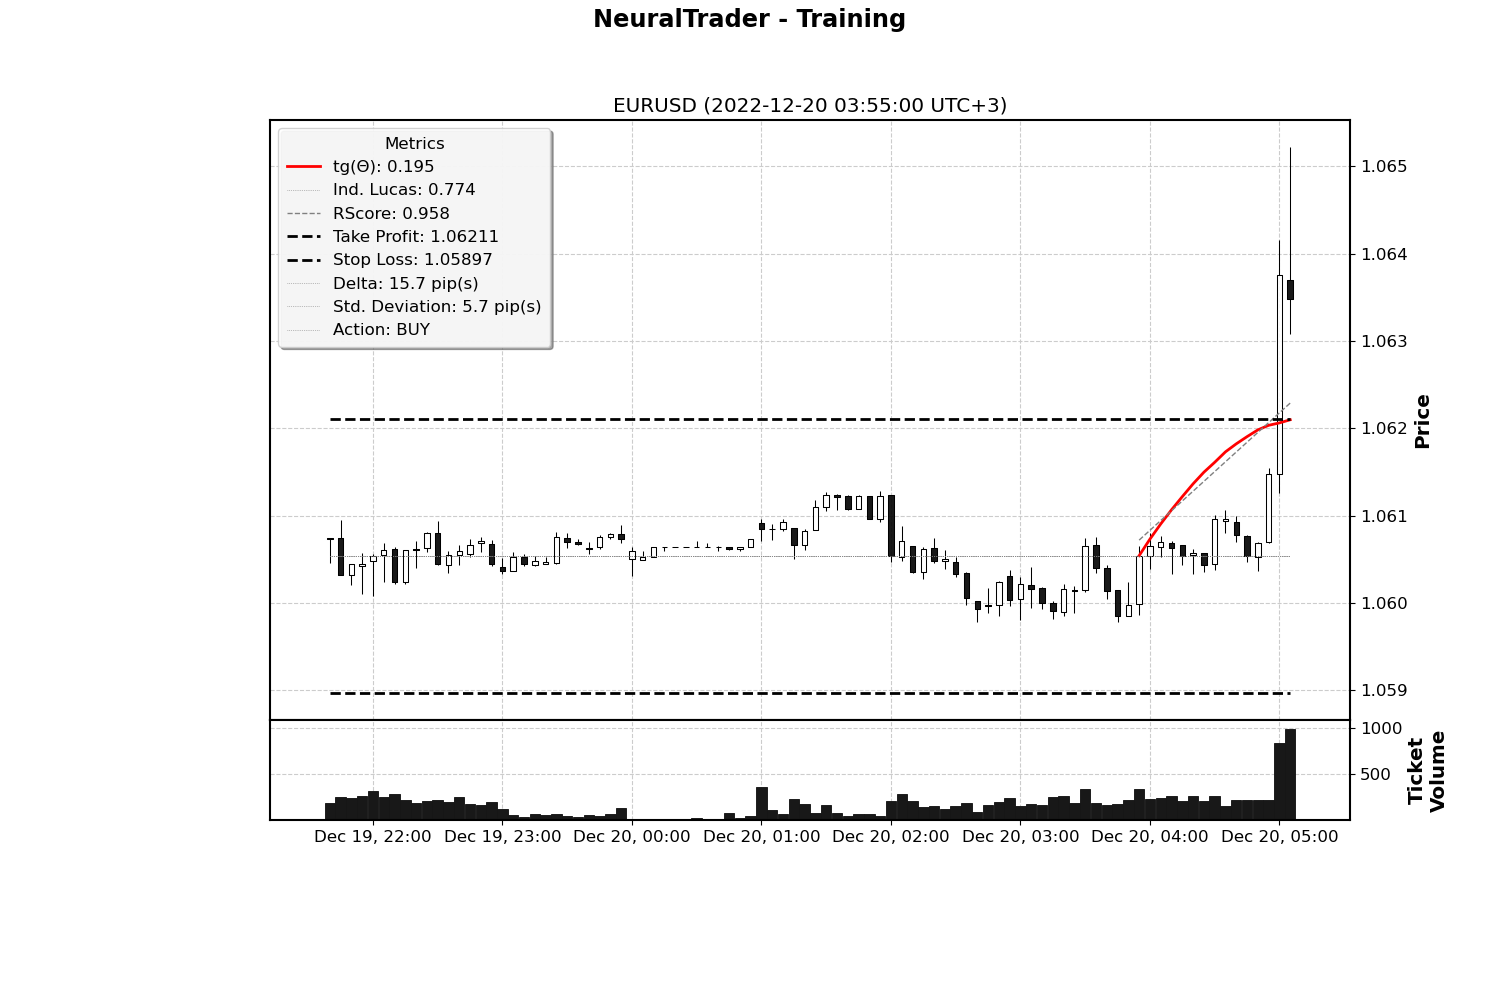 NeuralTrader - Training
EURUSD (2022-12-20 03:55:00 UTC+3)
Metrics
tg(Θ): 0.195
Ind. Lucas: 0.774
RScore: 0.958
Take Profit: 1.06211
Stop Loss: 1.05897
Delta: 15.7 pip(s)
Std. Deviation: 5.7 pip(s)
Action: BUY
1.065
1.064
1.063
1.062
1.061
1.060
1.059
Price
1000
500
Ticket
Volume
Dec 19, 22:00
Dec 19, 23:00
Dec 20, 00:00
Dec 20, 01:00
Dec 20, 02:00
Dec 20, 03:00
Dec 20, 04:00
Dec 20, 05:00